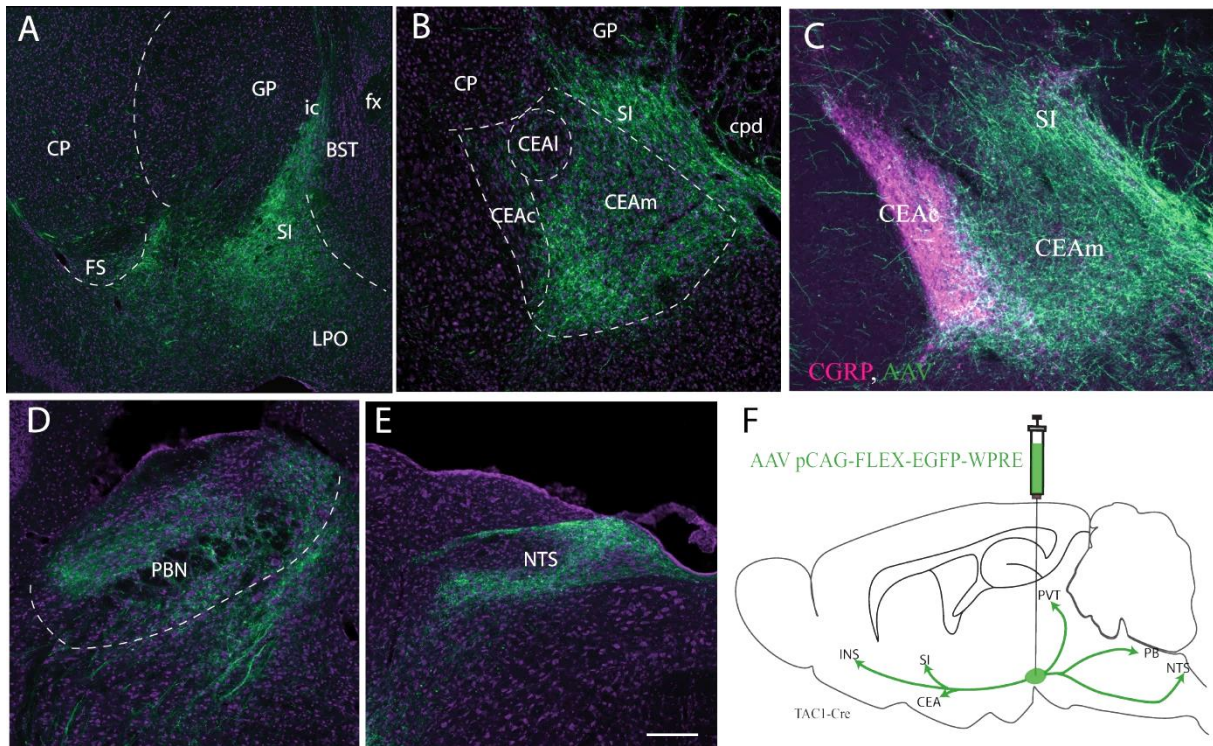 A
CP
GP
ic
fx
BST
SI
FS
LPO
B
GP
CP
SI
cpd
CEAl
CEAc
CEAm
C
SI
CEAc
CEAm
CGRP, AAV
D
PBN
E
NTS
F
AAV pCAG-FLEX-EGFP-WPRE
PVT
INS
SI
PB
NTS
CEA
TAC1-Cre